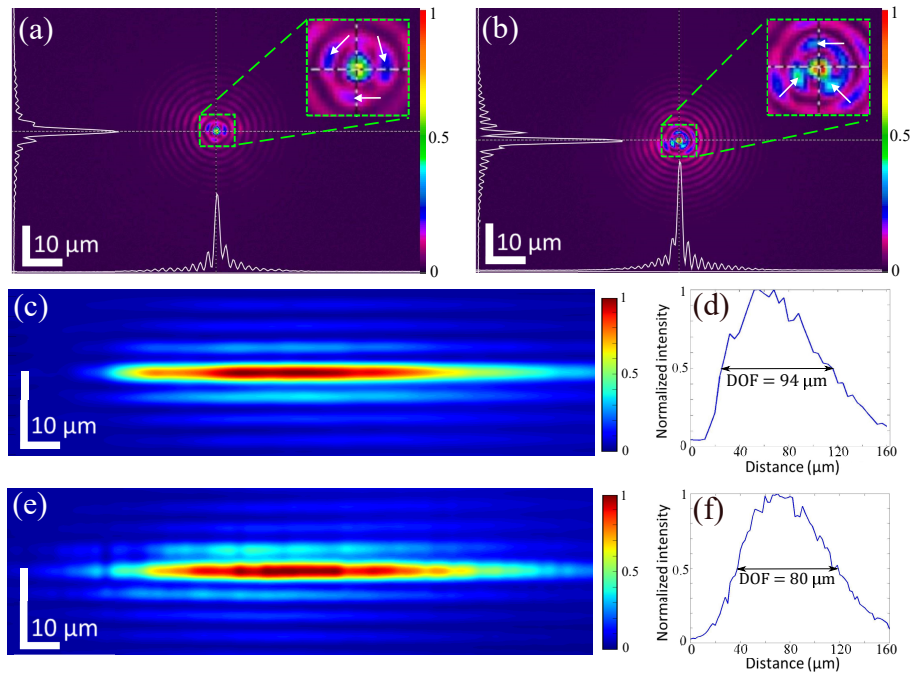 (a)
1
0.5
0
10 µm
(b)
1
0.5
0
10 µm
(c)
1
0.5
0
10 µm
(d)
1
0.5
0
0
40
80
120
160
Normalized intensity
Distance (µm)
DOF = 94 µm
(e)
1
0.5
0
10 µm
(f)
1
0.5
0
0
40
80
120
160
Normalized intensity
Distance (µm)
DOF = 80 µm